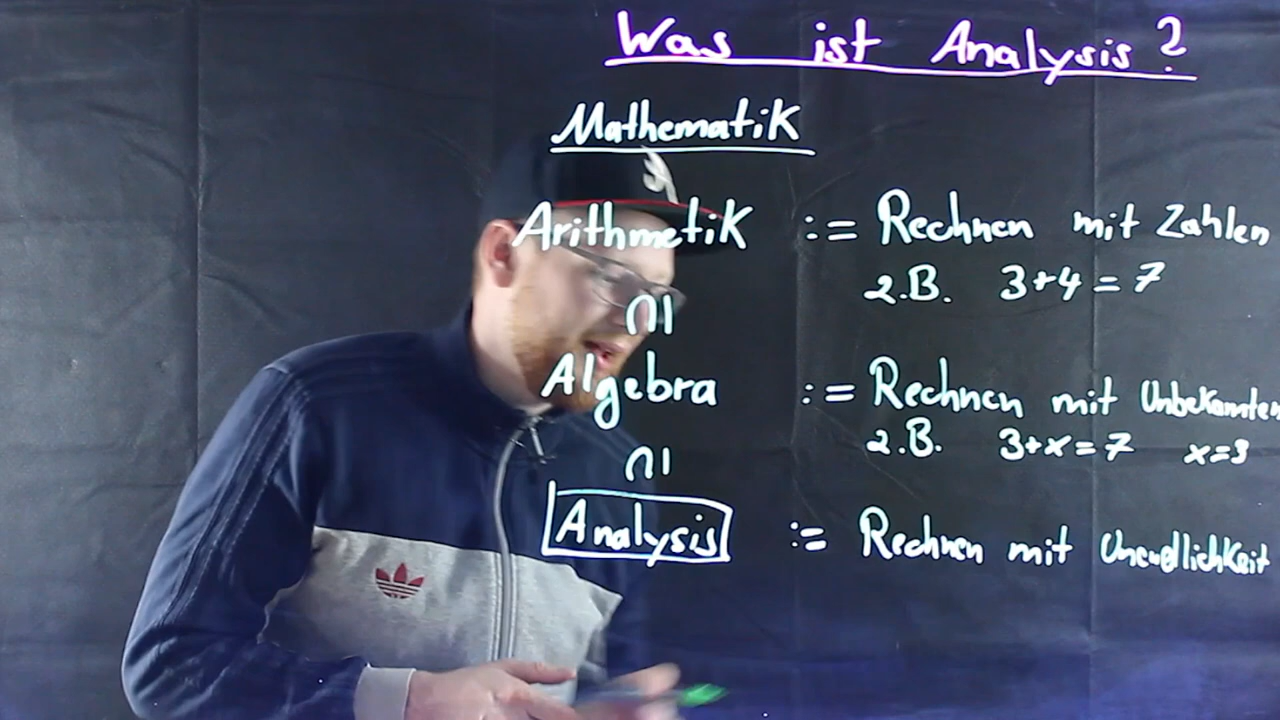 Was ist Analysis?
Mathematik
Arithmetik := Rechnen mit Zahlen
z.B. 3+4=7
∩|
Algebra := Rechnen mit Unbekannten
z.B. 3+x=7 x=3
∩|
Analysis := Rechnen mit Unendlichkeit